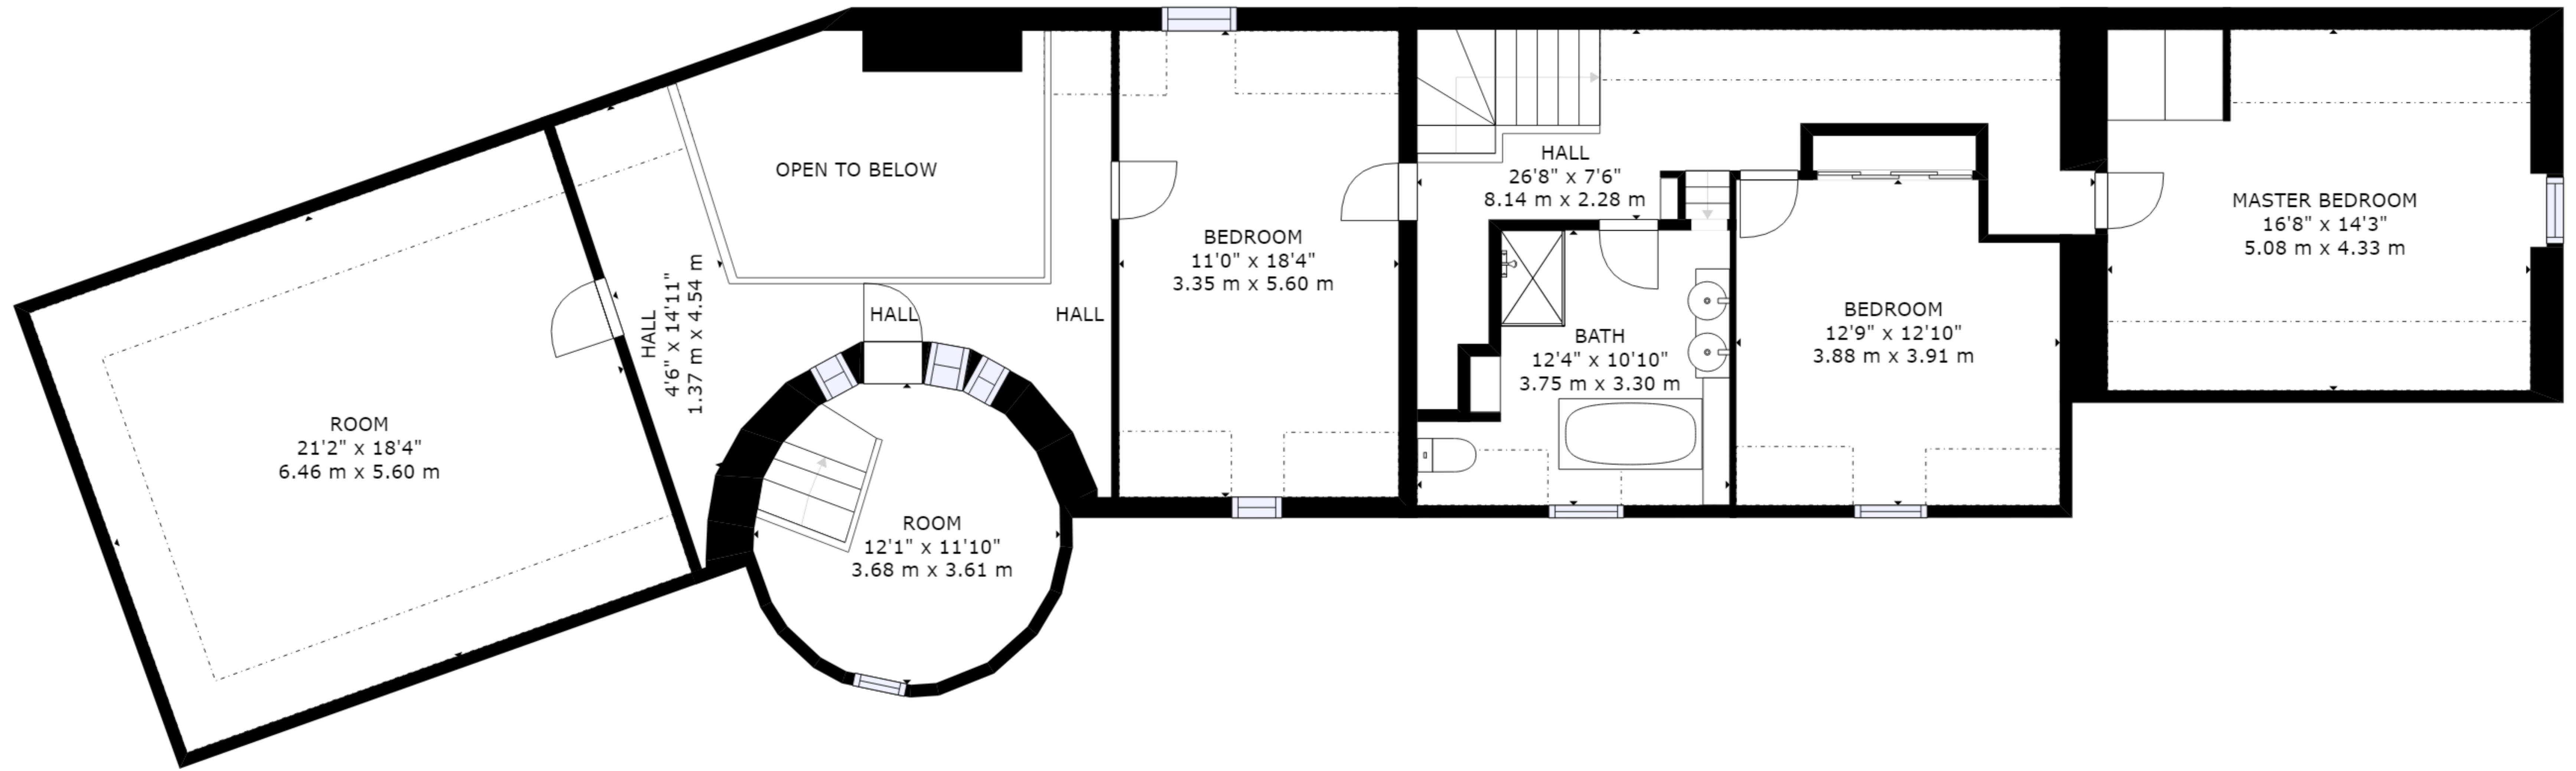 ROOM
21'2" x 18'4"
6.46 m x 5.60 m
HALL
4'6" x 14'11"
1.37 m x 4.54 m
OPEN TO BELOW
HALL
HALL
ROOM
12'1" x 11'10"
3.68 m x 3.61 m
BEDROOM
11'0" x 18'4"
3.35 m x 5.60 m
HALL
26'8" x 7'6"
8.14 m x 2.28 m
BATH
12'4" x 10'10"
3.75 m x 3.30 m
BEDROOM
12'9" x 12'10"
3.88 m x 3.91 m
MASTER BEDROOM
16'8" x 14'3"
5.08 m x 4.33 m